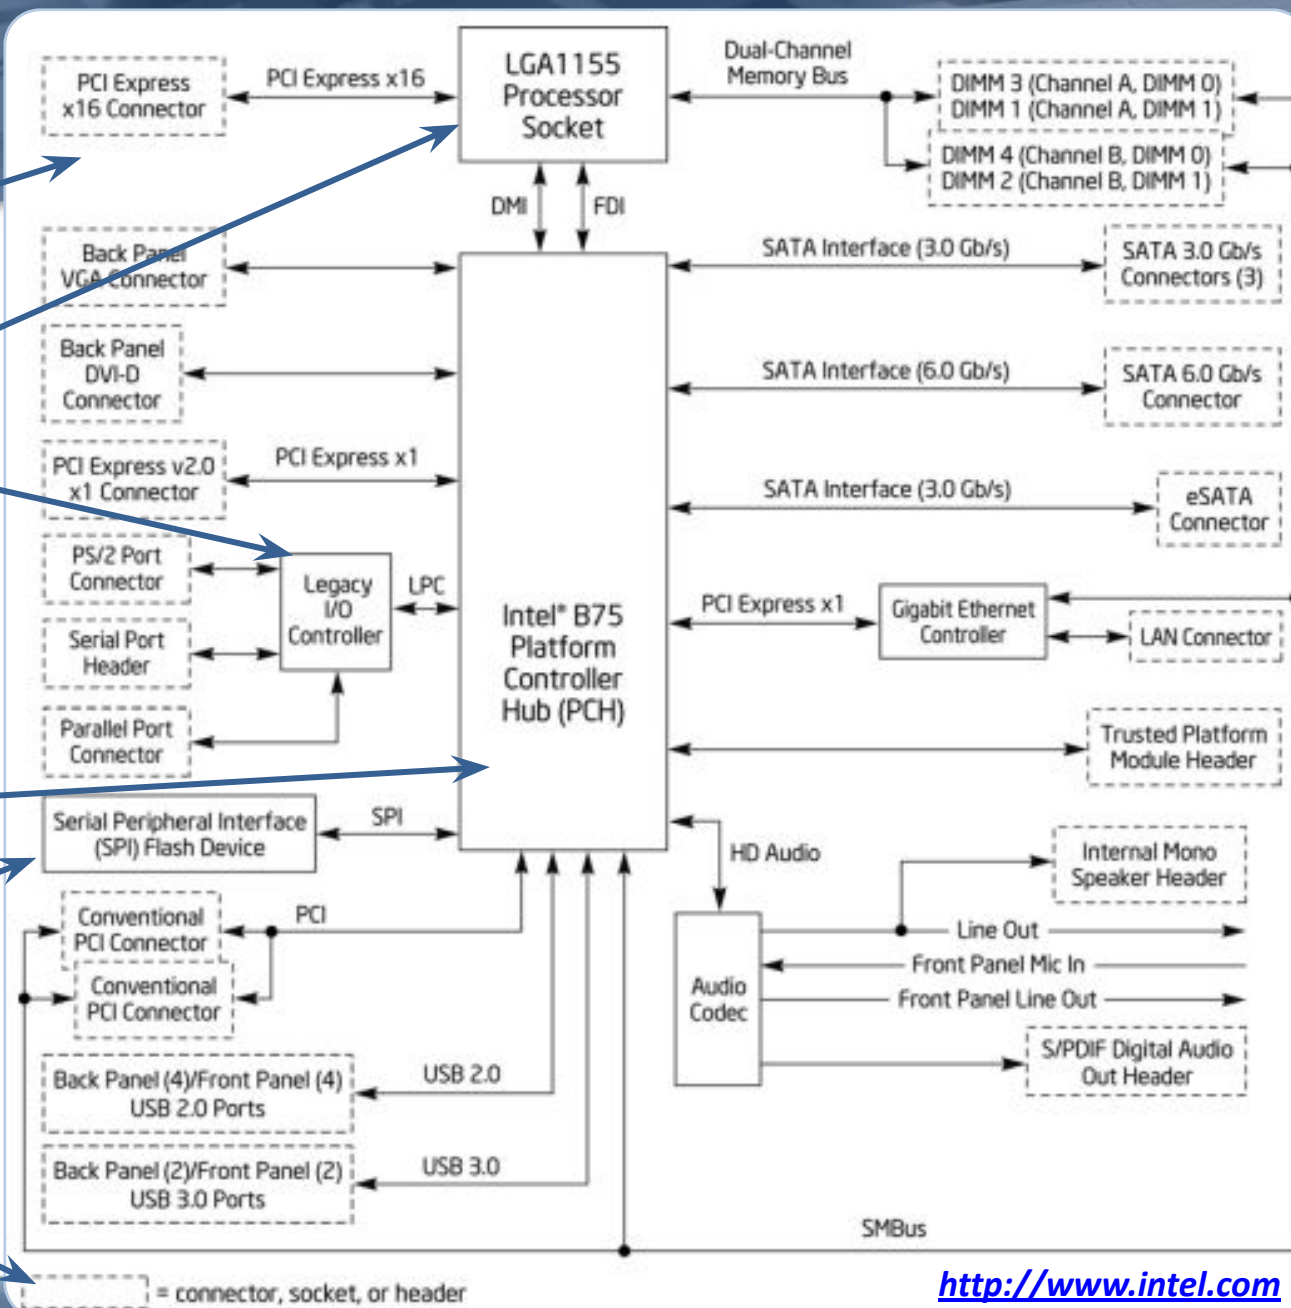 PCI Express
x16 Connector
PCI Express x16
LGA1155
Processor
Socket
Dual-Channel
Memory Bus
DIMM 3 (Channel A, DIMM 0)
DIMM 1 (Channel A, DIMM 1)
DIMM 4 (Channel B, DIMM 0)
DIMM 2 (Channel B, DIMM 1)
DMI
FDI
Back Panel
VGA Connector
SATA Interface (3.0 Gb/s)
SATA 3.0 Gb/s
Connectors (3)
Back Panel
DVI-D
Connector
SATA Interface (6.0 Gb/s)
SATA 6.0 Gb/s
Connector
PCI Express v2.0
x1 Connector
PCI Express x1
SATA Interface (3.0 Gb/s)
eSATA
Connector
PS/2 Port
Connector
Legacy
I/O
Controller
LPC
Serial Port
Header
Parallel Port
Connector
Intel® B75
Platform
Controller
Hub (PCH)
PCI Express x1
Gigabit Ethernet
Controller
LAN Connector
Trusted Platform
Module Header
Serial Peripheral Interface
(SPI) Flash Device
SPI
HD Audio
Internal Mono
Speaker Header
Conventional
PCI Connector
PCI
Conventional
PCI Connector
Audio
Codec
Line Out
Front Panel Mic In
Front Panel Line Out
S/PDIF Digital Audio
Out Header
Back Panel (4)/Front Panel (4)
USB 2.0 Ports
USB 2.0
Back Panel (2)/Front Panel (2)
USB 3.0 Ports
USB 3.0
SMBus
= connector, socket, or header
http://www.intel.com